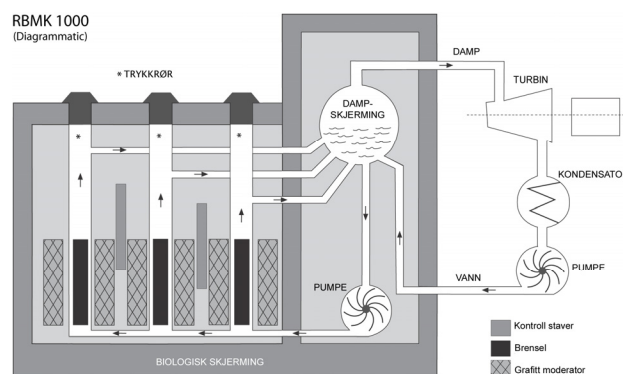 RBMK 1000
(Diagrammatic)
* TRYKKRØR
DAMP
TURBIN
DAMP-
SKJERMING
* * *
KONDENSATO
PUMPE
PUMPE
VANN
BIOLOGISK SKJERMING
Kontroll staver
Brensel
Grafitt moderator